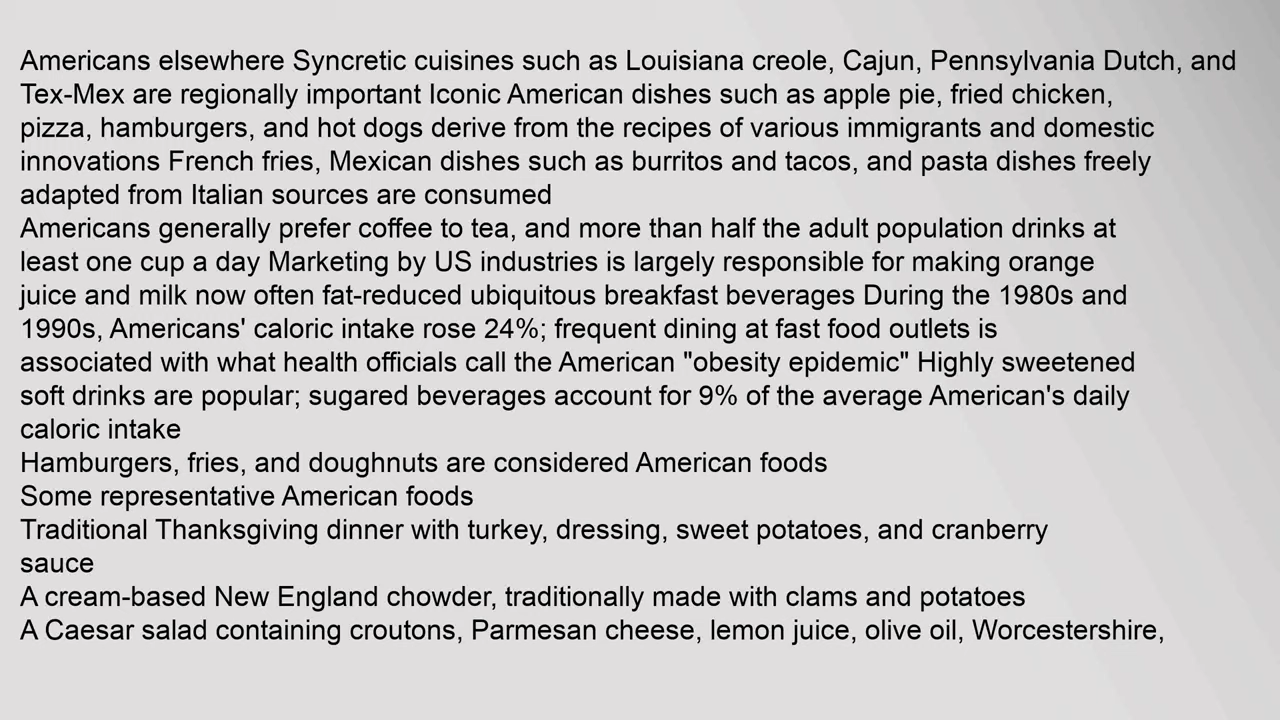 Americans elsewhere Syncretic cuisines such as Louisiana creole, Cajun, Pennsylvania Dutch, and
Tex-Mex are regionally important Iconic American dishes such as apple pie, fried chicken,
pizza, hamburgers, and hot dogs derive from the recipes of various immigrants and domestic
innovations French fries, Mexican dishes such as burritos and tacos, and pasta dishes freely
adapted from Italian sources are consumed
Americans generally prefer coffee to tea, and more than half the adult population drinks at
least one cup a day Marketing by US industries is largely responsible for making orange
juice and milk now often fat-reduced ubiquitous breakfast beverages During the 1980s and
1990s, Americans' caloric intake rose 24%; frequent dining at fast food outlets is
associated with what health officials call the American "obesity epidemic" Highly sweetened
soft drinks are popular; sugared beverages account for 9% of the average American's daily
caloric intake
Hamburgers, fries, and doughnuts are considered American foods
Some representative American foods
Traditional Thanksgiving dinner with turkey, dressing, sweet potatoes, and cranberry
sauce
A cream-based New England chowder, traditionally made with clams and potatoes
A Caesar salad containing croutons, Parmesan cheese, lemon juice, olive oil, Worcestershire,